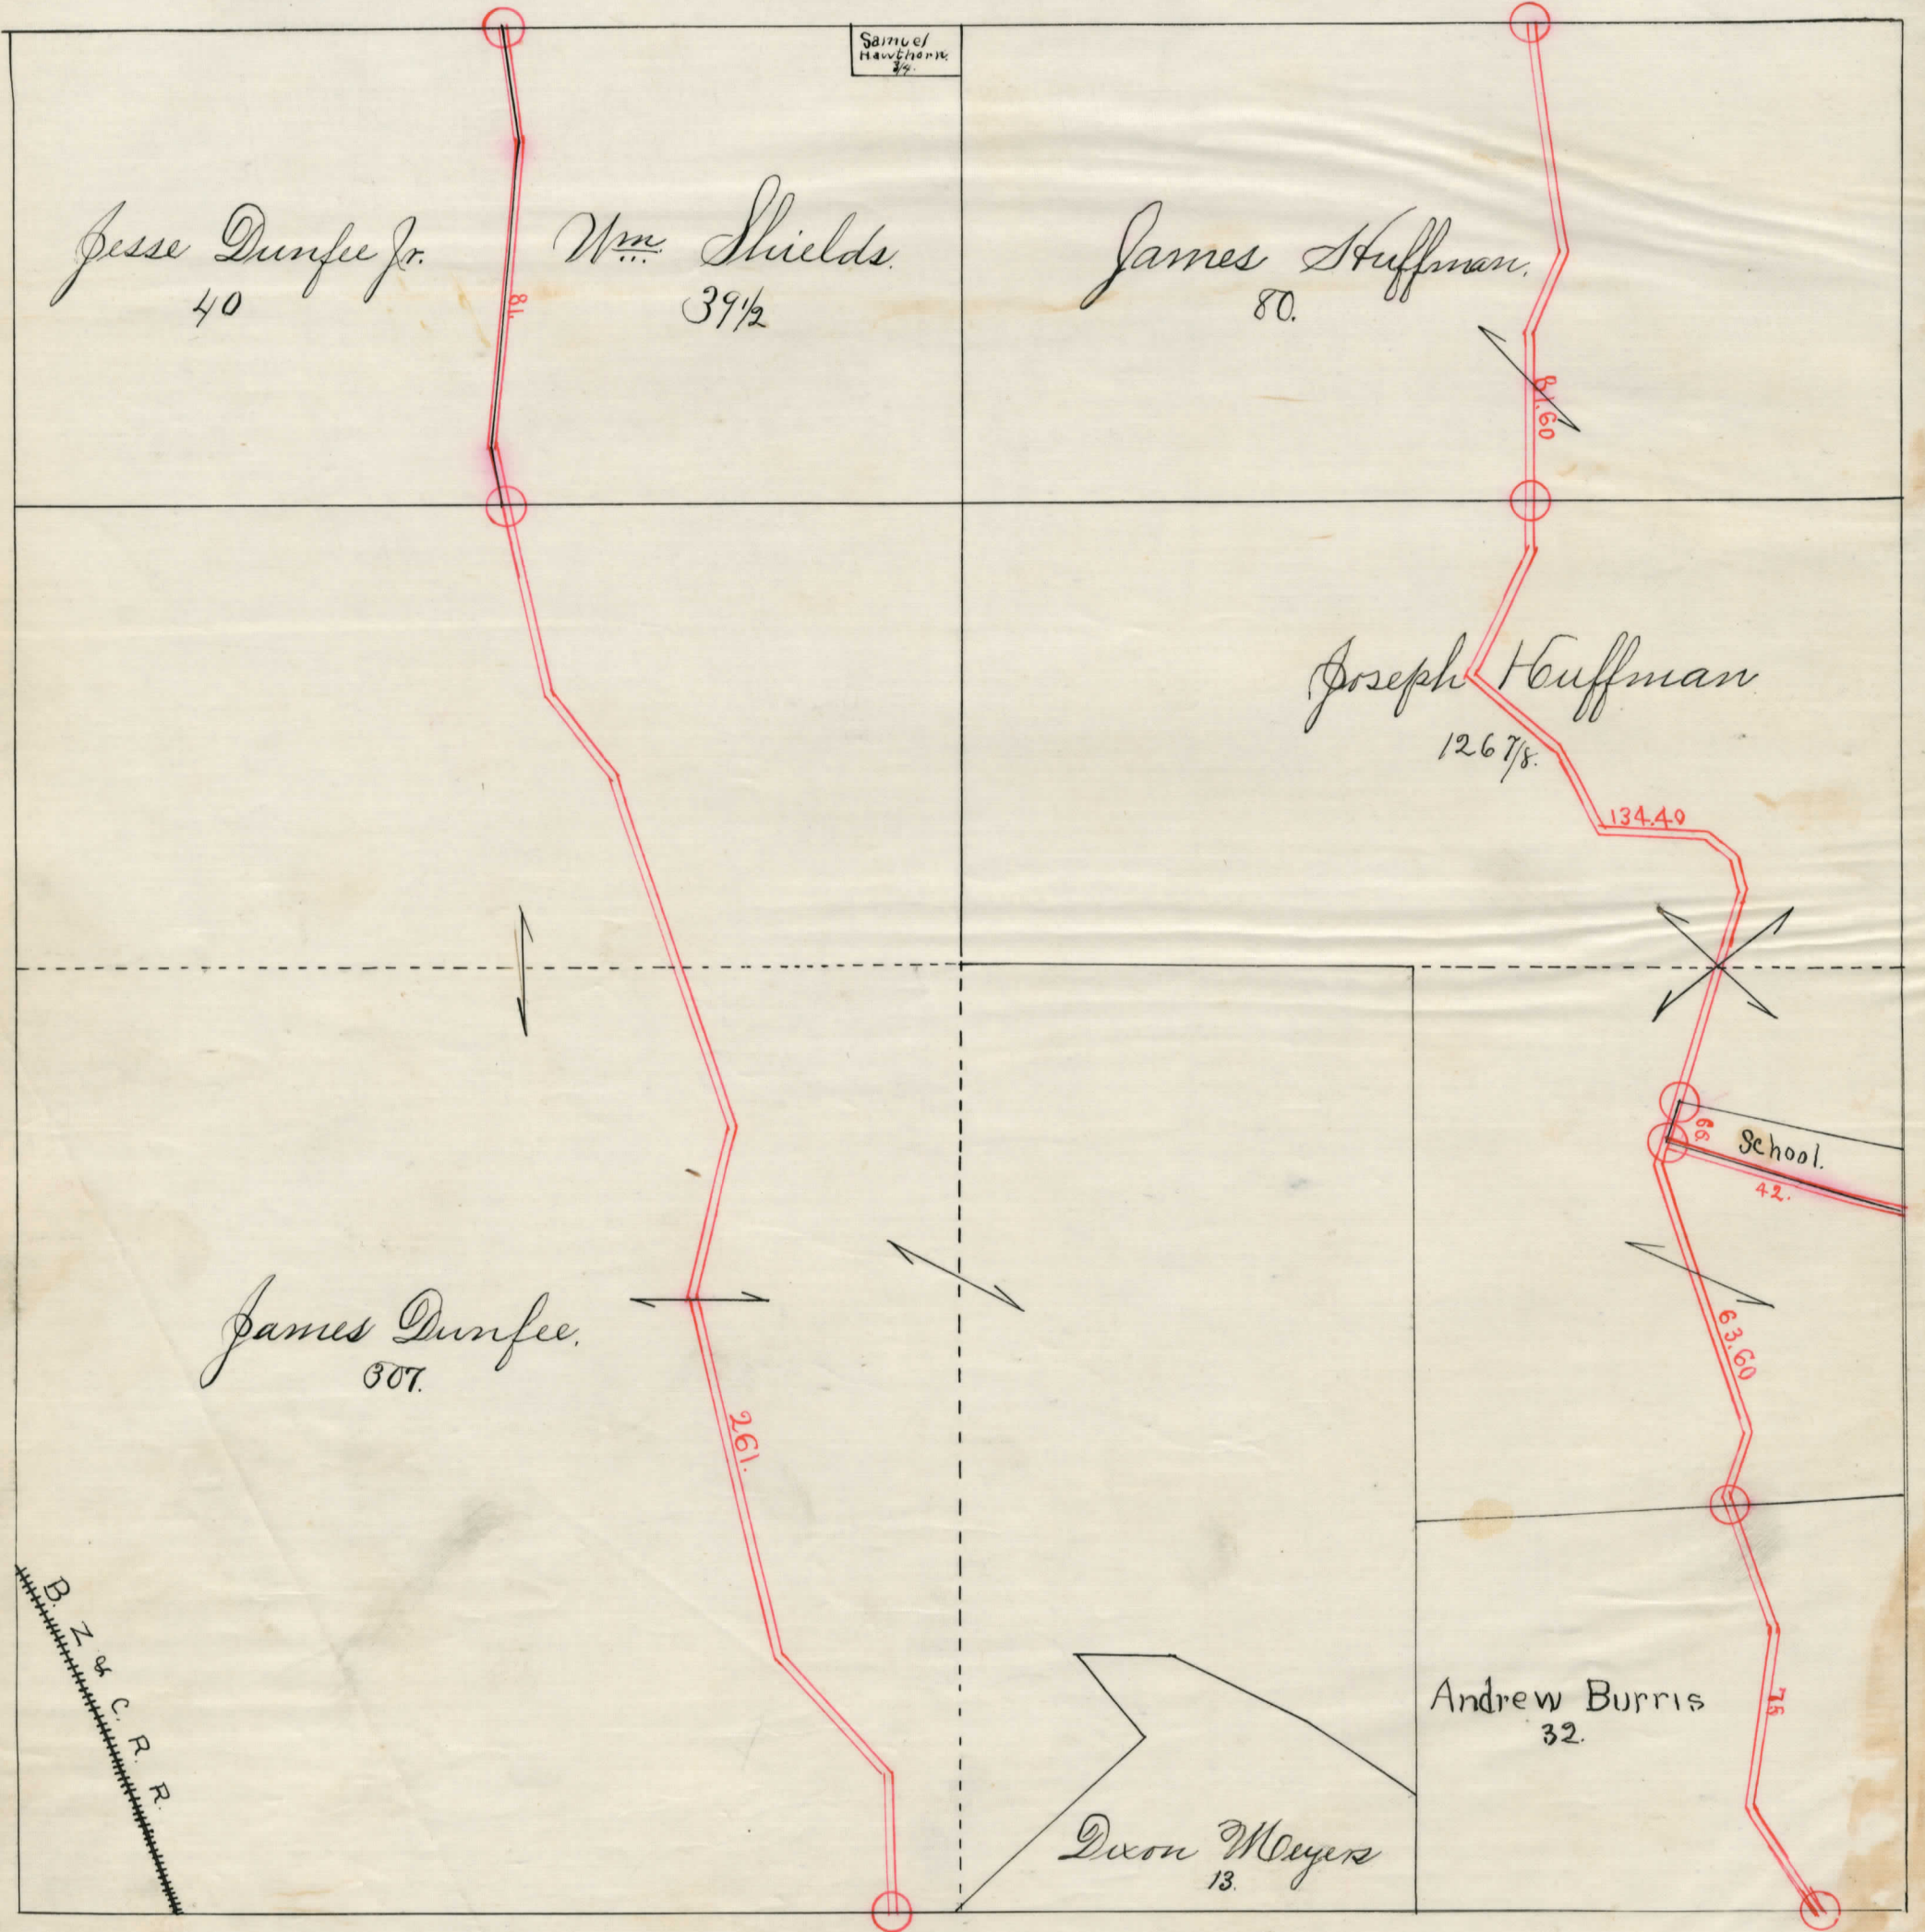 Samuel
Hawthorn.
3/4.
Jesse Dunfee Jr.
40
81.
Wm. Shields.
39 1/2
James Huffman.
80.
81.60
Joseph Huffman
126 7/8.
134.40
66.
School.
42.
63.60
James Dunfee.
307.
261.
B. Z & C. R. R.
Andrew Burris
32.
Dixon Meyers
13.